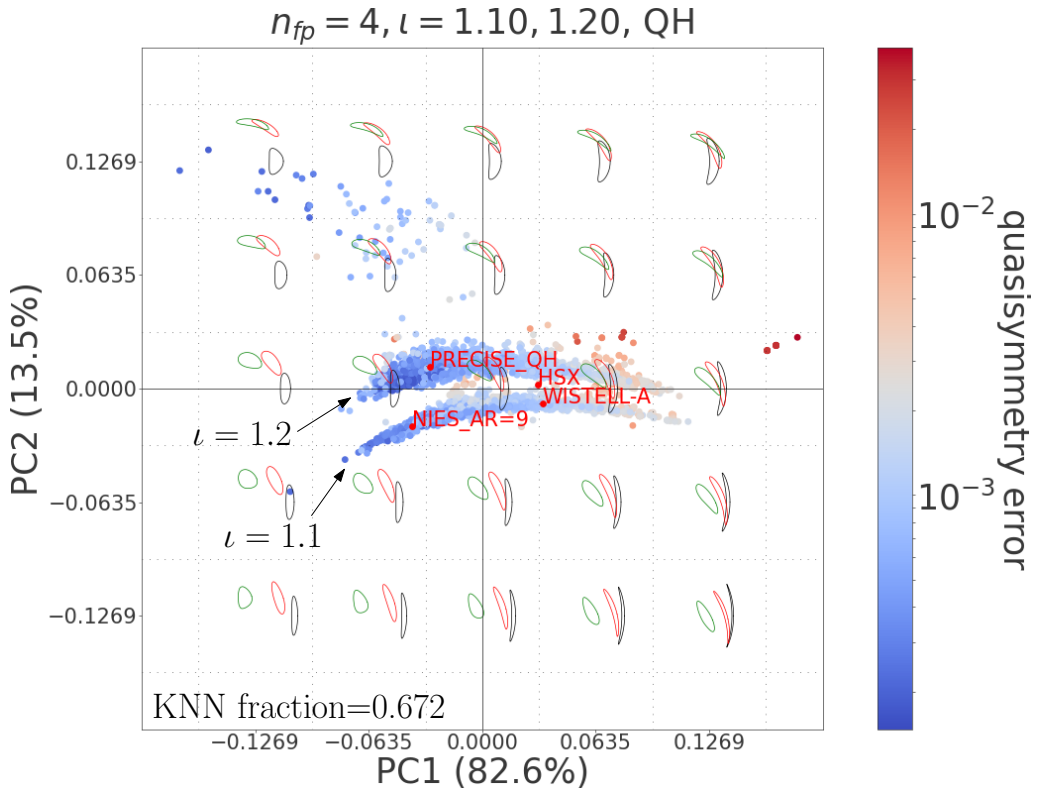 n_fp = 4, ι = 1.10, 1.20, QH
PC2 (13.5%)
0.1269
0.0635
0.0000
−0.0635
−0.1269
PRECISE_QH
HSX
WISTELL-A
NIES_AR=9
ι = 1.2
ι = 1.1
KNN fraction=0.672
−0.1269
−0.0635
0.0000
0.0635
0.1269
PC1 (82.6%)
10^−2
10^−3
quasisymmetry error